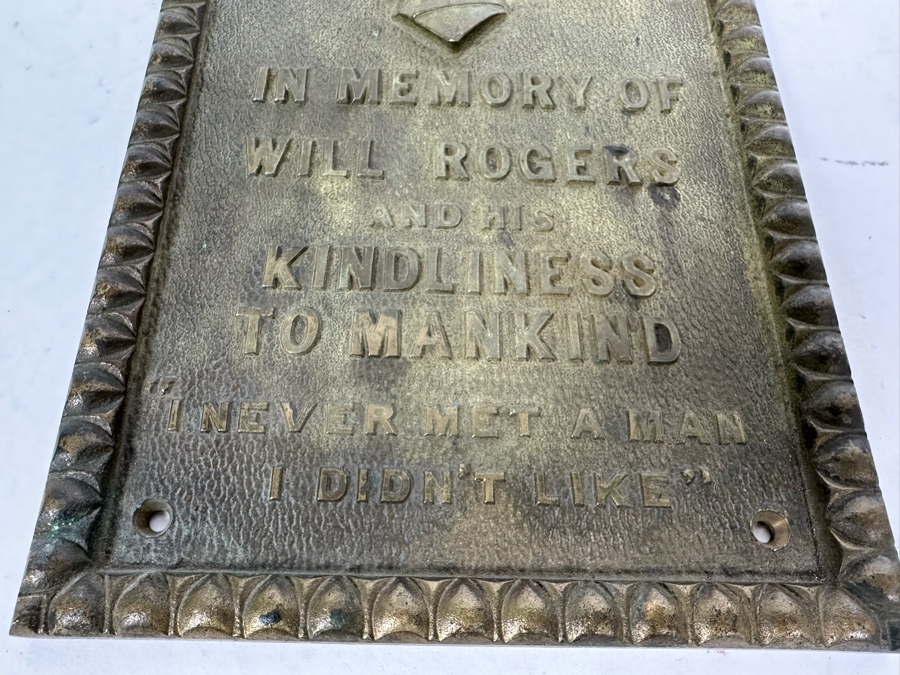 IN MEMORY OF
WILL ROGERS
AND HIS
KINDLINESS
TO MANKIND
"I NEVER MET A MAN
I DIDN'T LIKE"